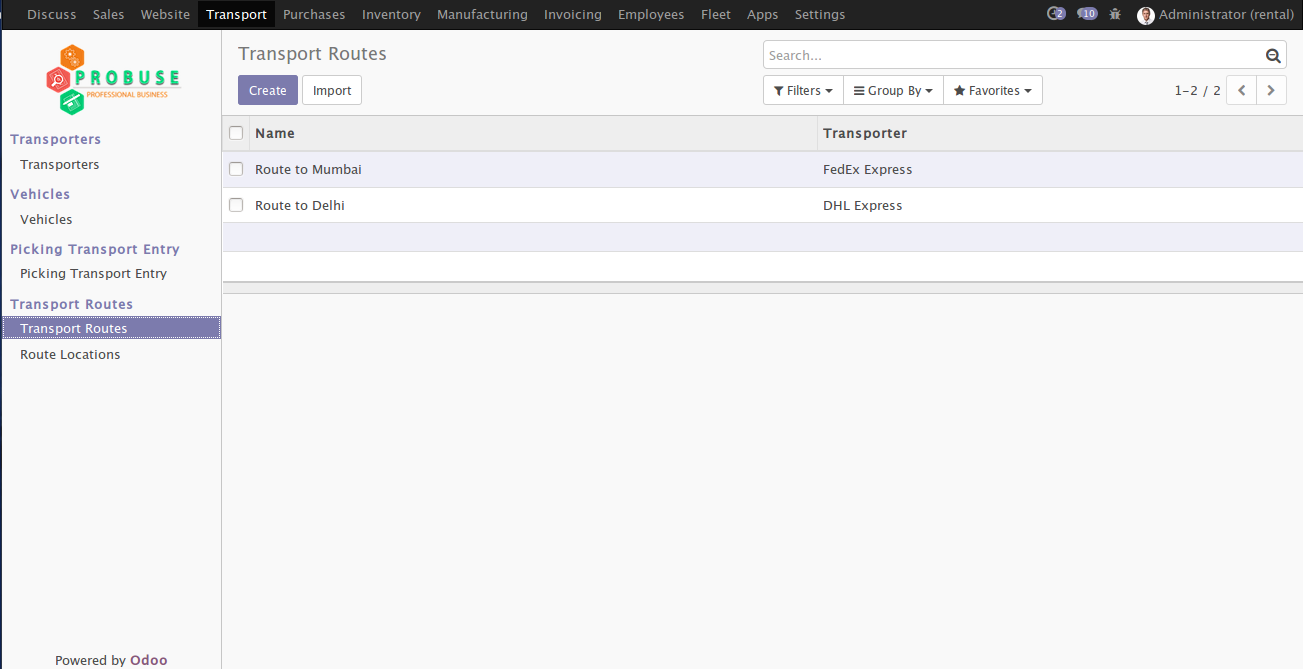 Discuss Sales Website Transport Purchases Inventory Manufacturing Invoicing Employees Fleet Apps Settings 2 10 Administrator (rental)
PROBUSE
PROFESSIONAL BUSINESS
Transporters
Transporters
Vehicles
Vehicles
Picking Transport Entry
Picking Transport Entry
Transport Routes
Transport Routes
Route Locations
Powered by Odoo
Transport Routes
Search...
Create Import
Filters Group By Favorites 1-2 / 2
Name Transporter
Route to Mumbai FedEx Express
Route to Delhi DHL Express